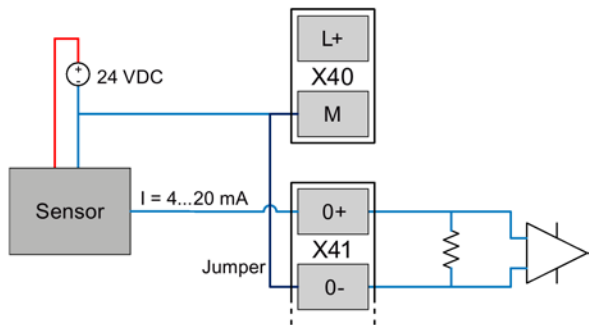 L+
+
-
24 VDC
X40
M
Sensor
I = 4...20 mA
0+
X41
Jumper
0-